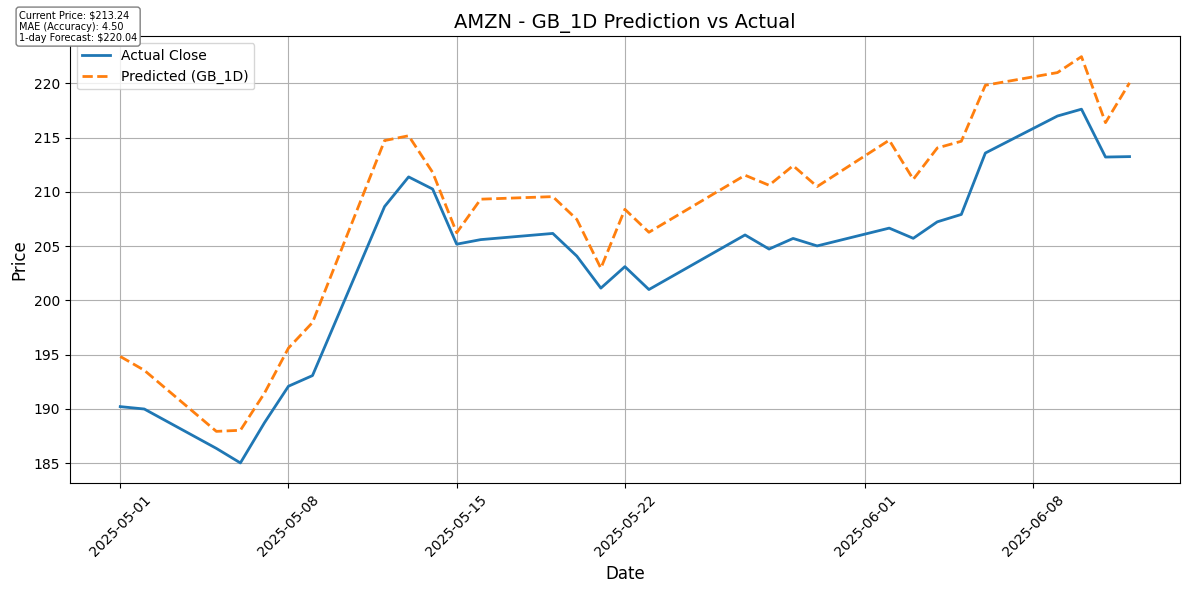 AMZN - GB_1D Prediction vs Actual
Current Price: $213.24
MAE (Accuracy): 4.50
1-day Forecast: $220.04
Actual Close
Predicted (GB_1D)
Price
220
215
210
205
200
195
190
185
2025-05-01
2025-05-08
2025-05-15
2025-05-22
2025-06-01
2025-06-08
Date